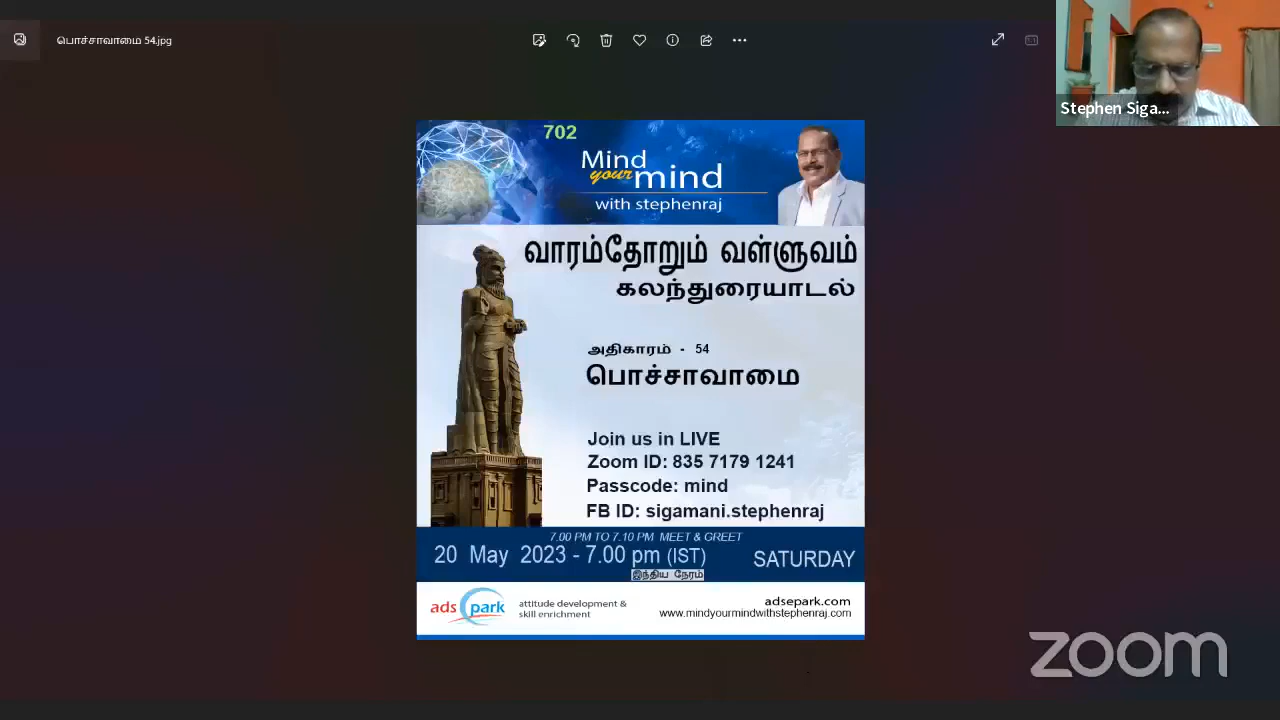 பொச்சாவாமை 54.jpg
Stephen Siga...
702
Mind
your mind
with stephenraj
வாரம்தோறும் வள்ளுவம்
கலந்துரையாடல்
அதிகாரம் - 54
பொச்சாவாமை
Join us in LIVE
Zoom ID: 835 7179 1241
Passcode: mind
FB ID: sigamani.stephenraj
7.00 PM TO 7.10 PM MEET & GREET
20 May 2023 - 7.00 pm (IST) SATURDAY
இந்திய நேரம்
ads park
attitude development &
skill enrichment
adsepark.com
www.mindyourmindwithstephenraj.com
zoom